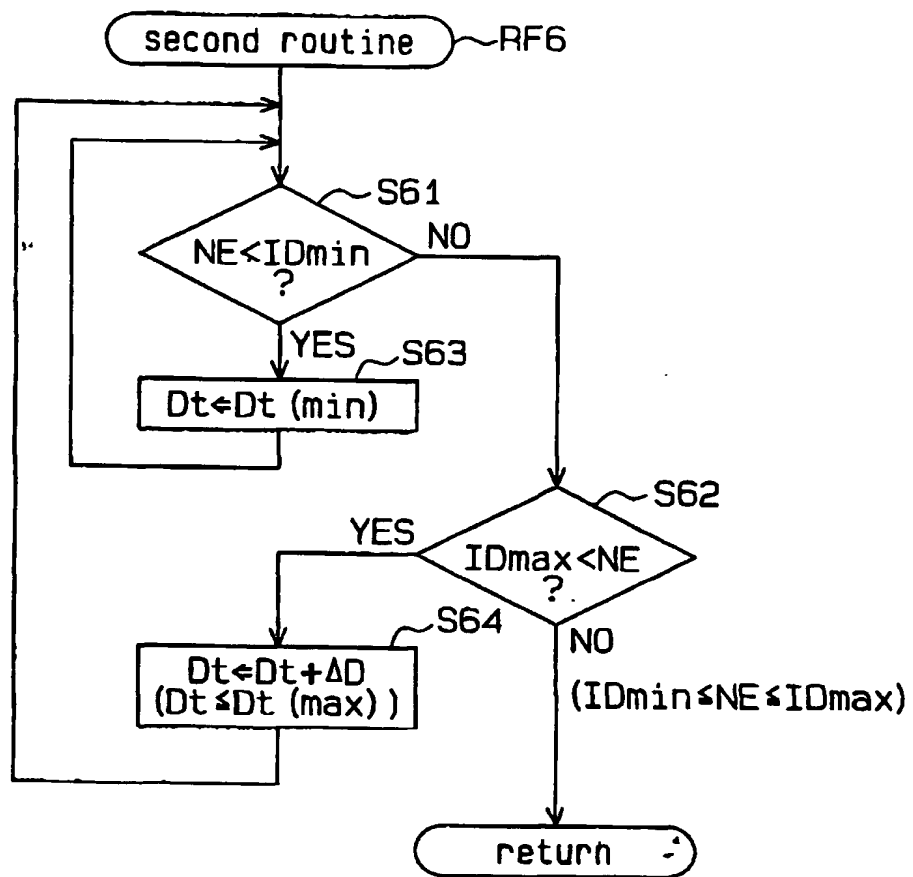 second routine
RF6
S61
NE<IDmin
?
NO
YES
S63
Dt⇐Dt (min)
S62
YES
IDmax<NE
?
S64
NO
Dt⇐Dt+ΔD
(Dt≦Dt (max))
(IDmin≦NE≦IDmax)
return